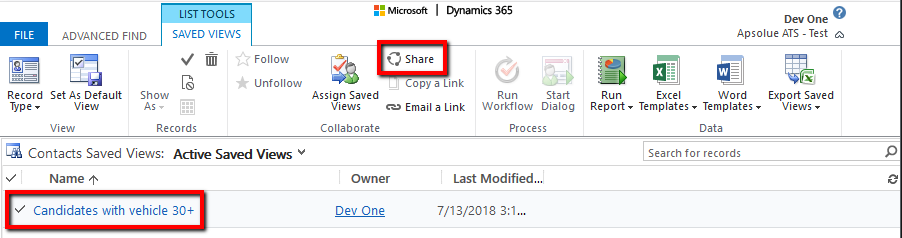 LIST TOOLS
Microsoft | Dynamics 365
Dev One
FILE
ADVANCED FIND
SAVED VIEWS
Apsolue ATS - Test
Record Type
Set As Default View
Show As
Follow
Unfollow
Assign Saved Views
Share
Copy a Link
Email a Link
Run Workflow
Start Dialog
Run Report
Excel Templates
Word Templates
Export Saved Views
View
Records
Collaborate
Process
Data
Contacts Saved Views: Active Saved Views
Search for records
Name
Owner
Last Modified...
Candidates with vehicle 30+
Dev One
7/13/2018 3:1...